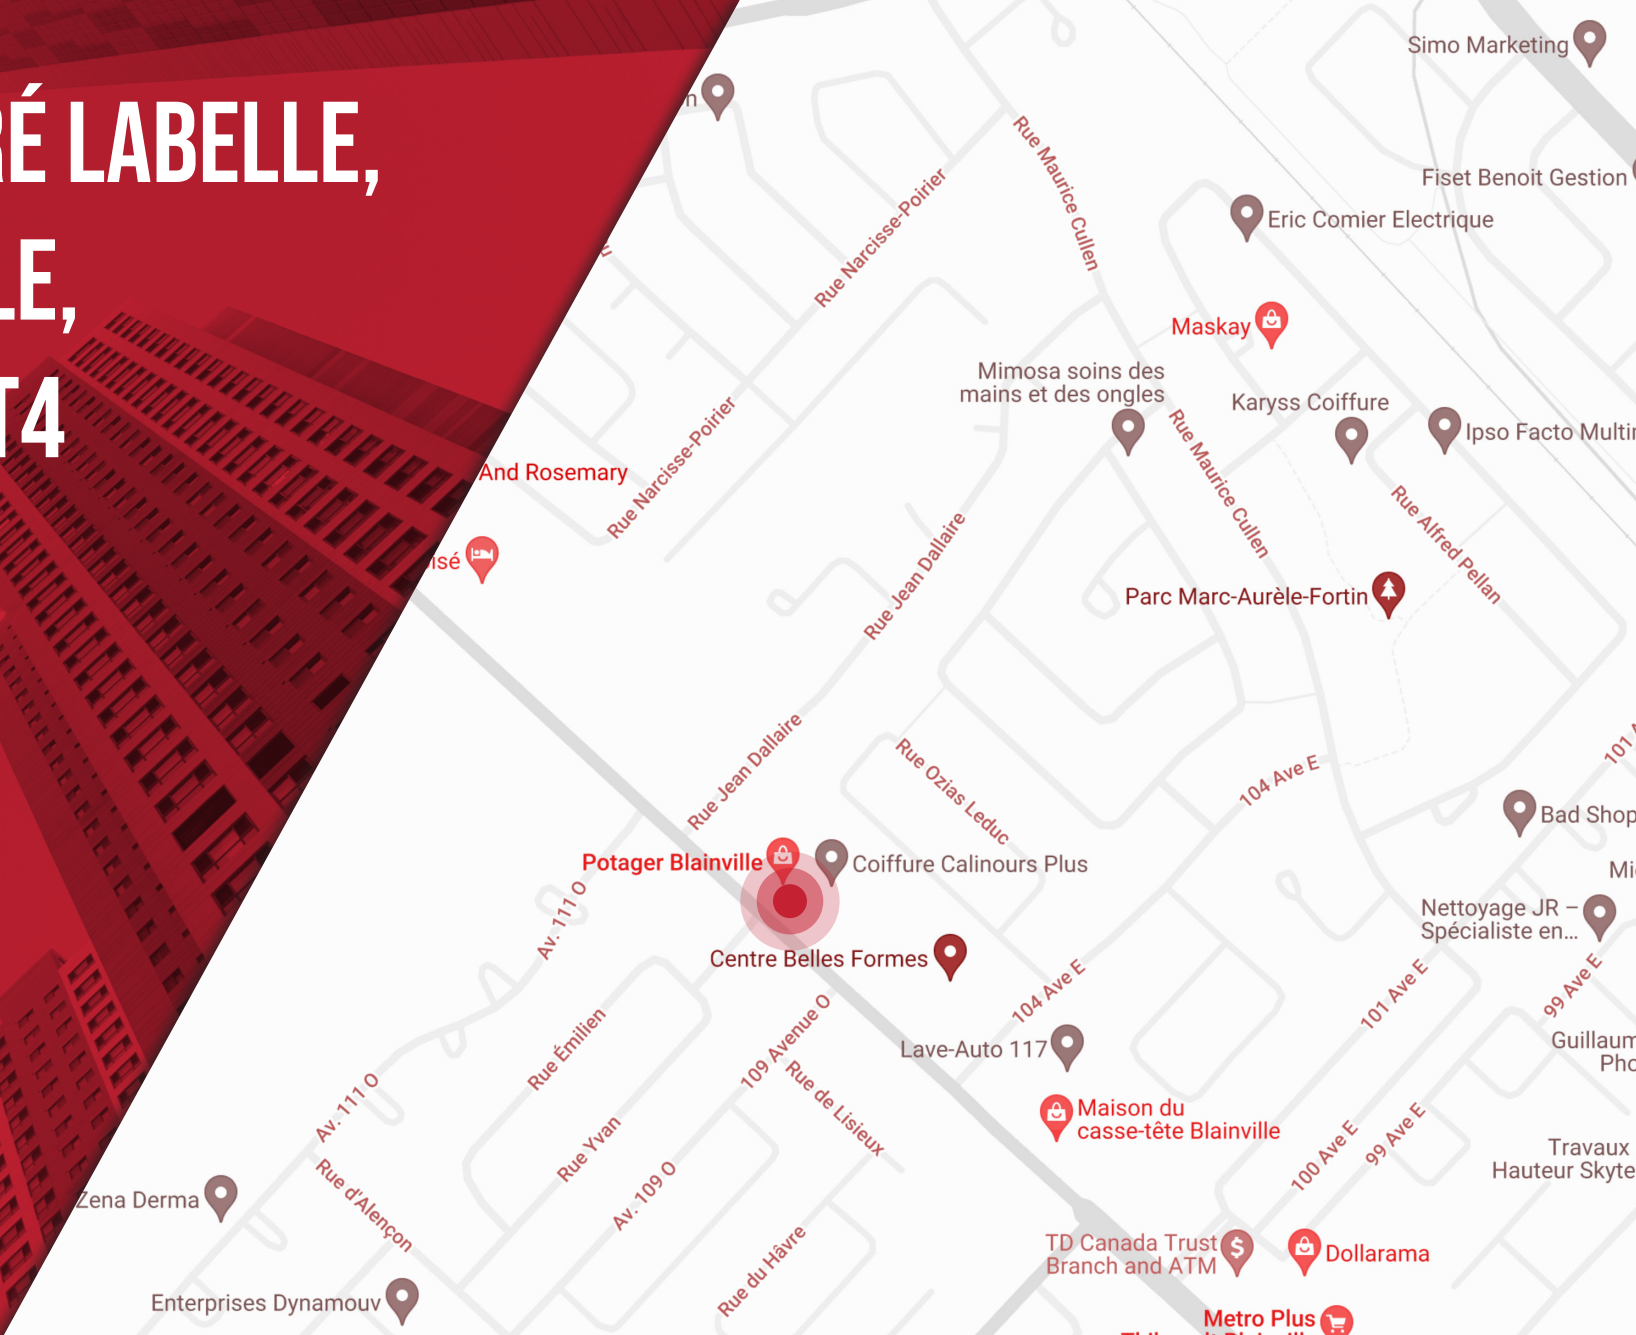 RÉ LABELLE,
LE,
T4
Simo Marketing
Fiset Benoit Gestion
Eric Comier Electrique
Rue Maurice Cullen
Rue Narcisse-Poirier
Maskay
Mimosa soins des
mains et des ongles
Karyss Coiffure
Ipso Facto Multi
Rue Maurice Cullen
Rue Narcisse-Poirier
And Rosemary
isé
Rue Alfred Pellan
Rue Jean Dallaire
Parc Marc-Aurèle-Fortin
Rue Jean Dallaire
Rue Ozias Leduc
104 Ave E
101 A
Bad Shop
Potager Blainville
Coiffure Calinours Plus
Av. 111 O
Nettoyage JR –
Spécialiste en...
Centre Belles Formes
104 Ave E
101 Ave E
99 Ave E
Rue Émilien
109 Avenue O
Lave-Auto 117
Guillaum
Pho
Rue de Lisieux
Av. 111 O
Maison du
casse-tête Blainville
Rue Yvan
100 Ave E
99 Ave E
Travaux
Hauteur Skyte
Zena Derma
Rue d'Alençon
Av. 109 O
Rue du Hâvre
TD Canada Trust
Branch and ATM
Dollarama
Enterprises Dynamouv
Metro Plus